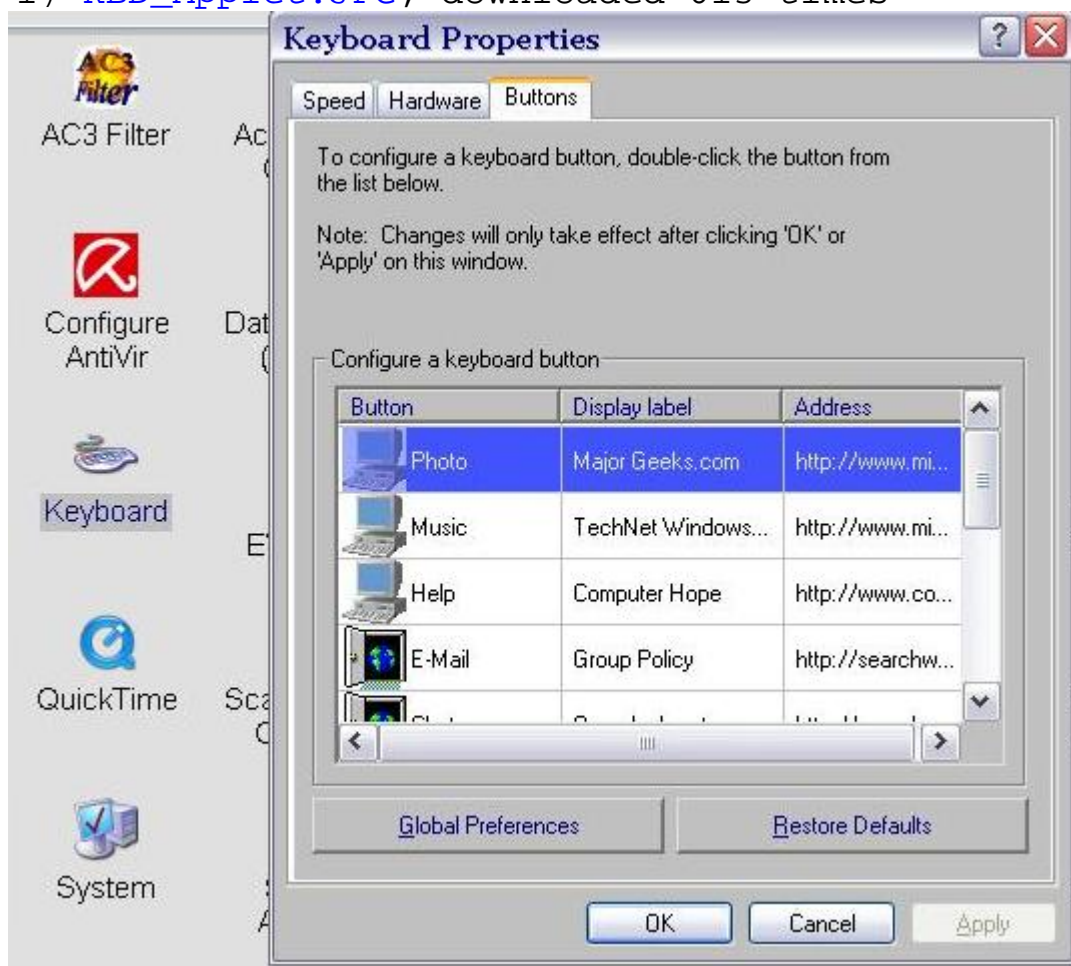 AC3 Filter
AC3 Filter
Configure
AntiVir
Keyboard
QuickTime
System
Keyboard Properties
Speed Hardware Buttons
To configure a keyboard button, double-click the button from
the list below.
Note: Changes will only take effect after clicking 'OK' or
'Apply' on this window.
Configure a keyboard button
Button Display label Address
Photo Major Geeks.com http://www.mi...
Music TechNet Windows... http://www.mi...
Help Computer Hope http://www.co...
E-Mail Group Policy http://searchw...
Global Preferences Restore Defaults
OK Cancel Apply